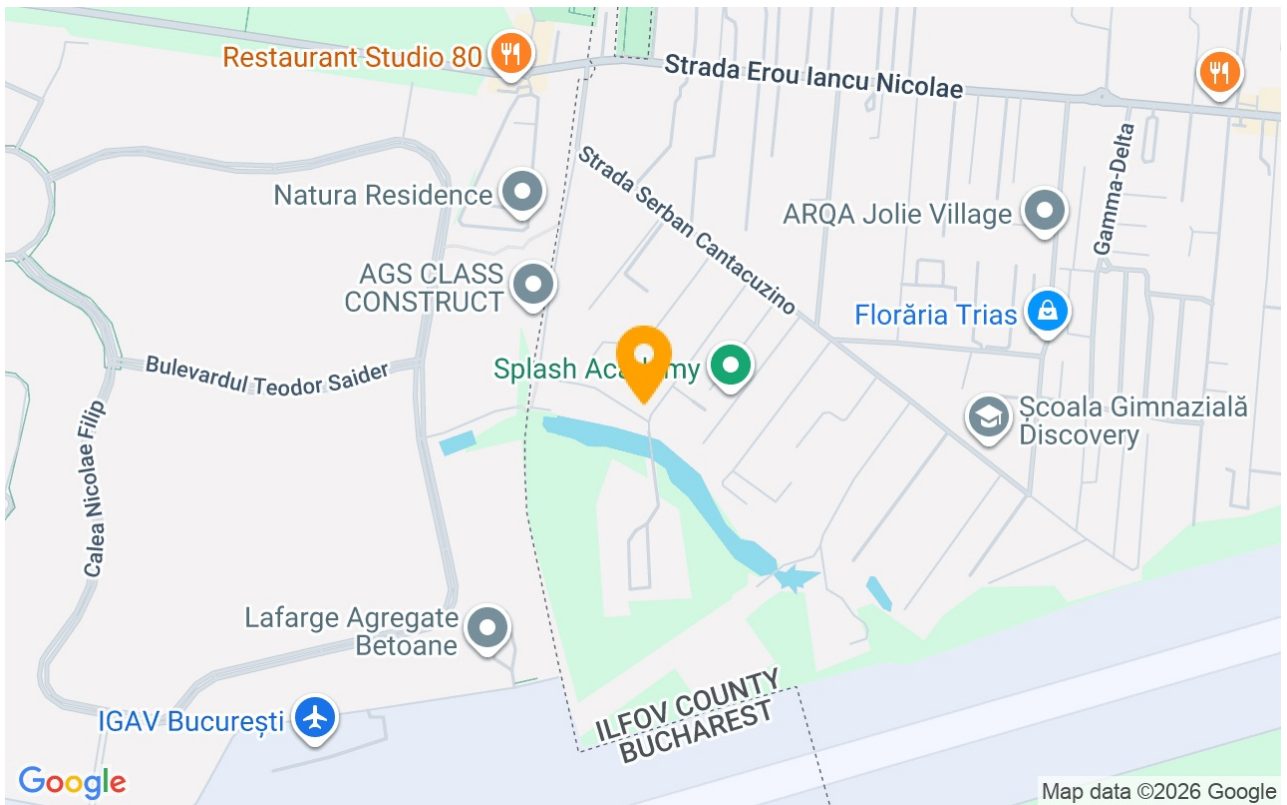 Restaurant Studio 80
Strada Erou Iancu Nicolae
Strada Serban Cantacuzino
Gamma-Delta
Natura Residence
ARQA Jolie Village
AGS CLASS
CONSTRUCT
Florăria Trias
Bulevardul Teodor Saider
Splash Academy
Școala Gimnazială
Discovery
Calea Nicolae Filip
Lafarge Agregate
Betoane
IGAV București
ILFOV COUNTY
BUCHAREST
Google
Map data ©2026 Google